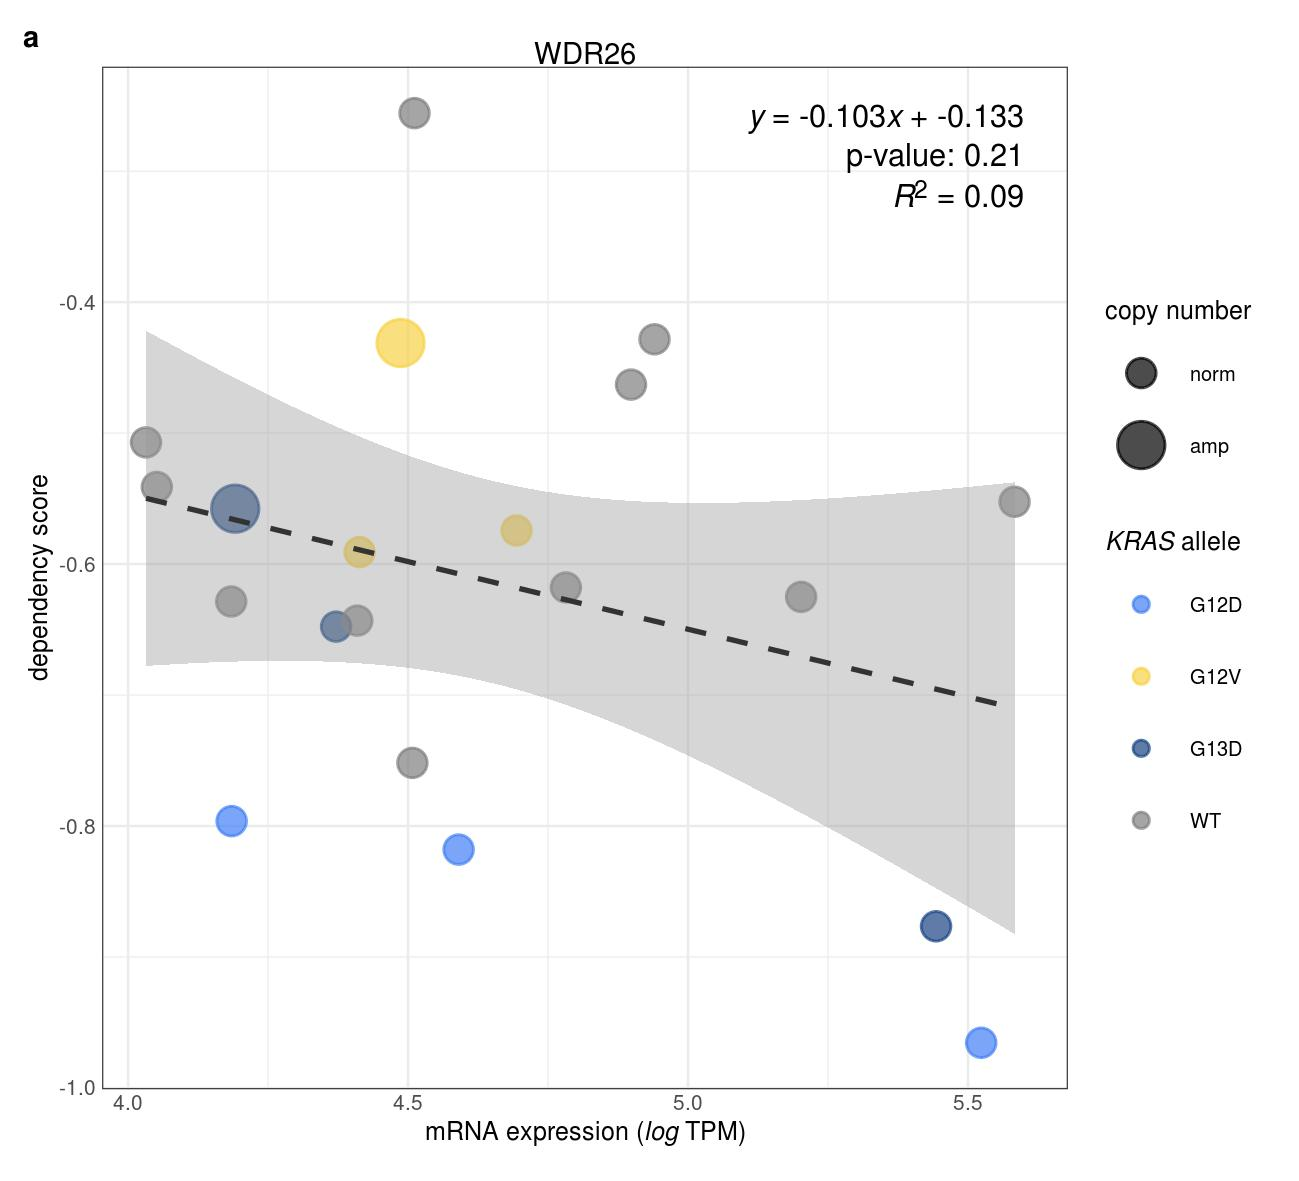 a
WDR26
y = -0.103x + -0.133
p-value: 0.21
R² = 0.09
-0.4
-0.6
-0.8
-1.0
dependency score
4.0 4.5 5.0 5.5
mRNA expression (log TPM)
copy number
norm
amp
KRAS allele
G12D
G12V
G13D
WT